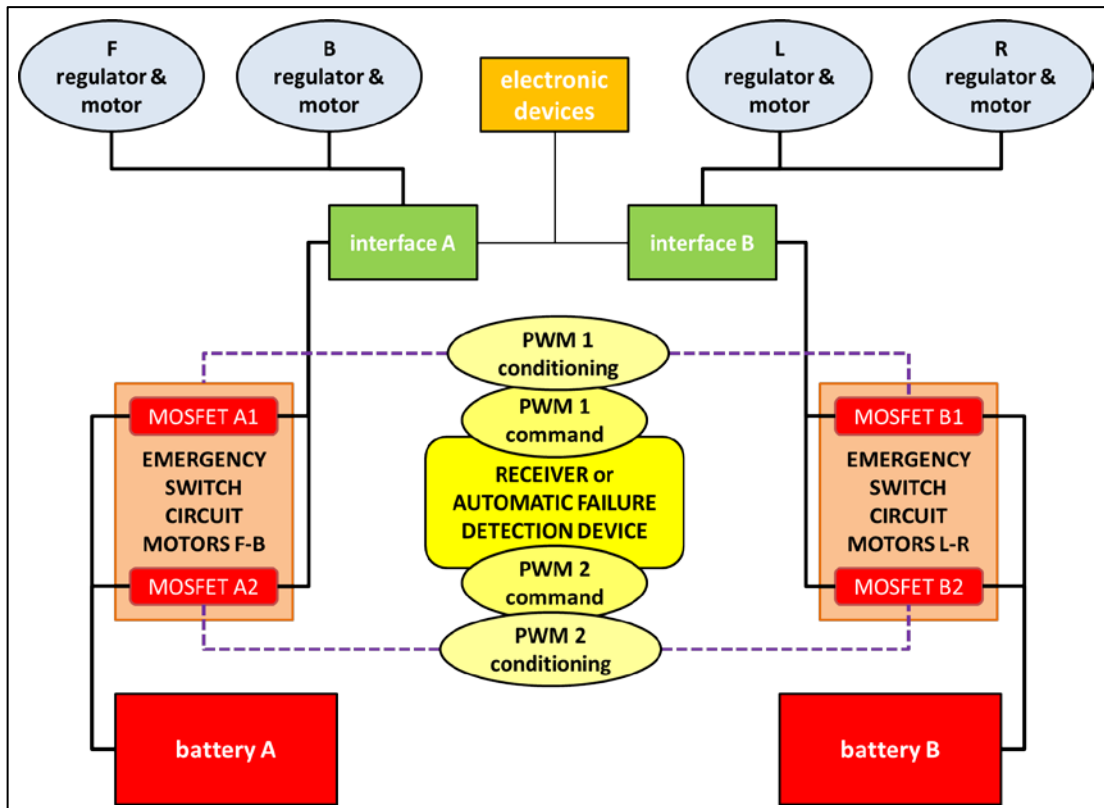 F
regulator &
motor
B
regulator &
motor
electronic
devices
L
regulator &
motor
R
regulator &
motor
interface A
interface B
PWM 1
conditioning
PWM 1
command
MOSFET A1
EMERGENCY
SWITCH
CIRCUIT
MOTORS F-B
MOSFET A2
RECEIVER or
AUTOMATIC FAILURE
DETECTION DEVICE
MOSFET B1
EMERGENCY
SWITCH
CIRCUIT
MOTORS L-R
MOSFET B2
PWM 2
command
PWM 2
conditioning
battery A
battery B